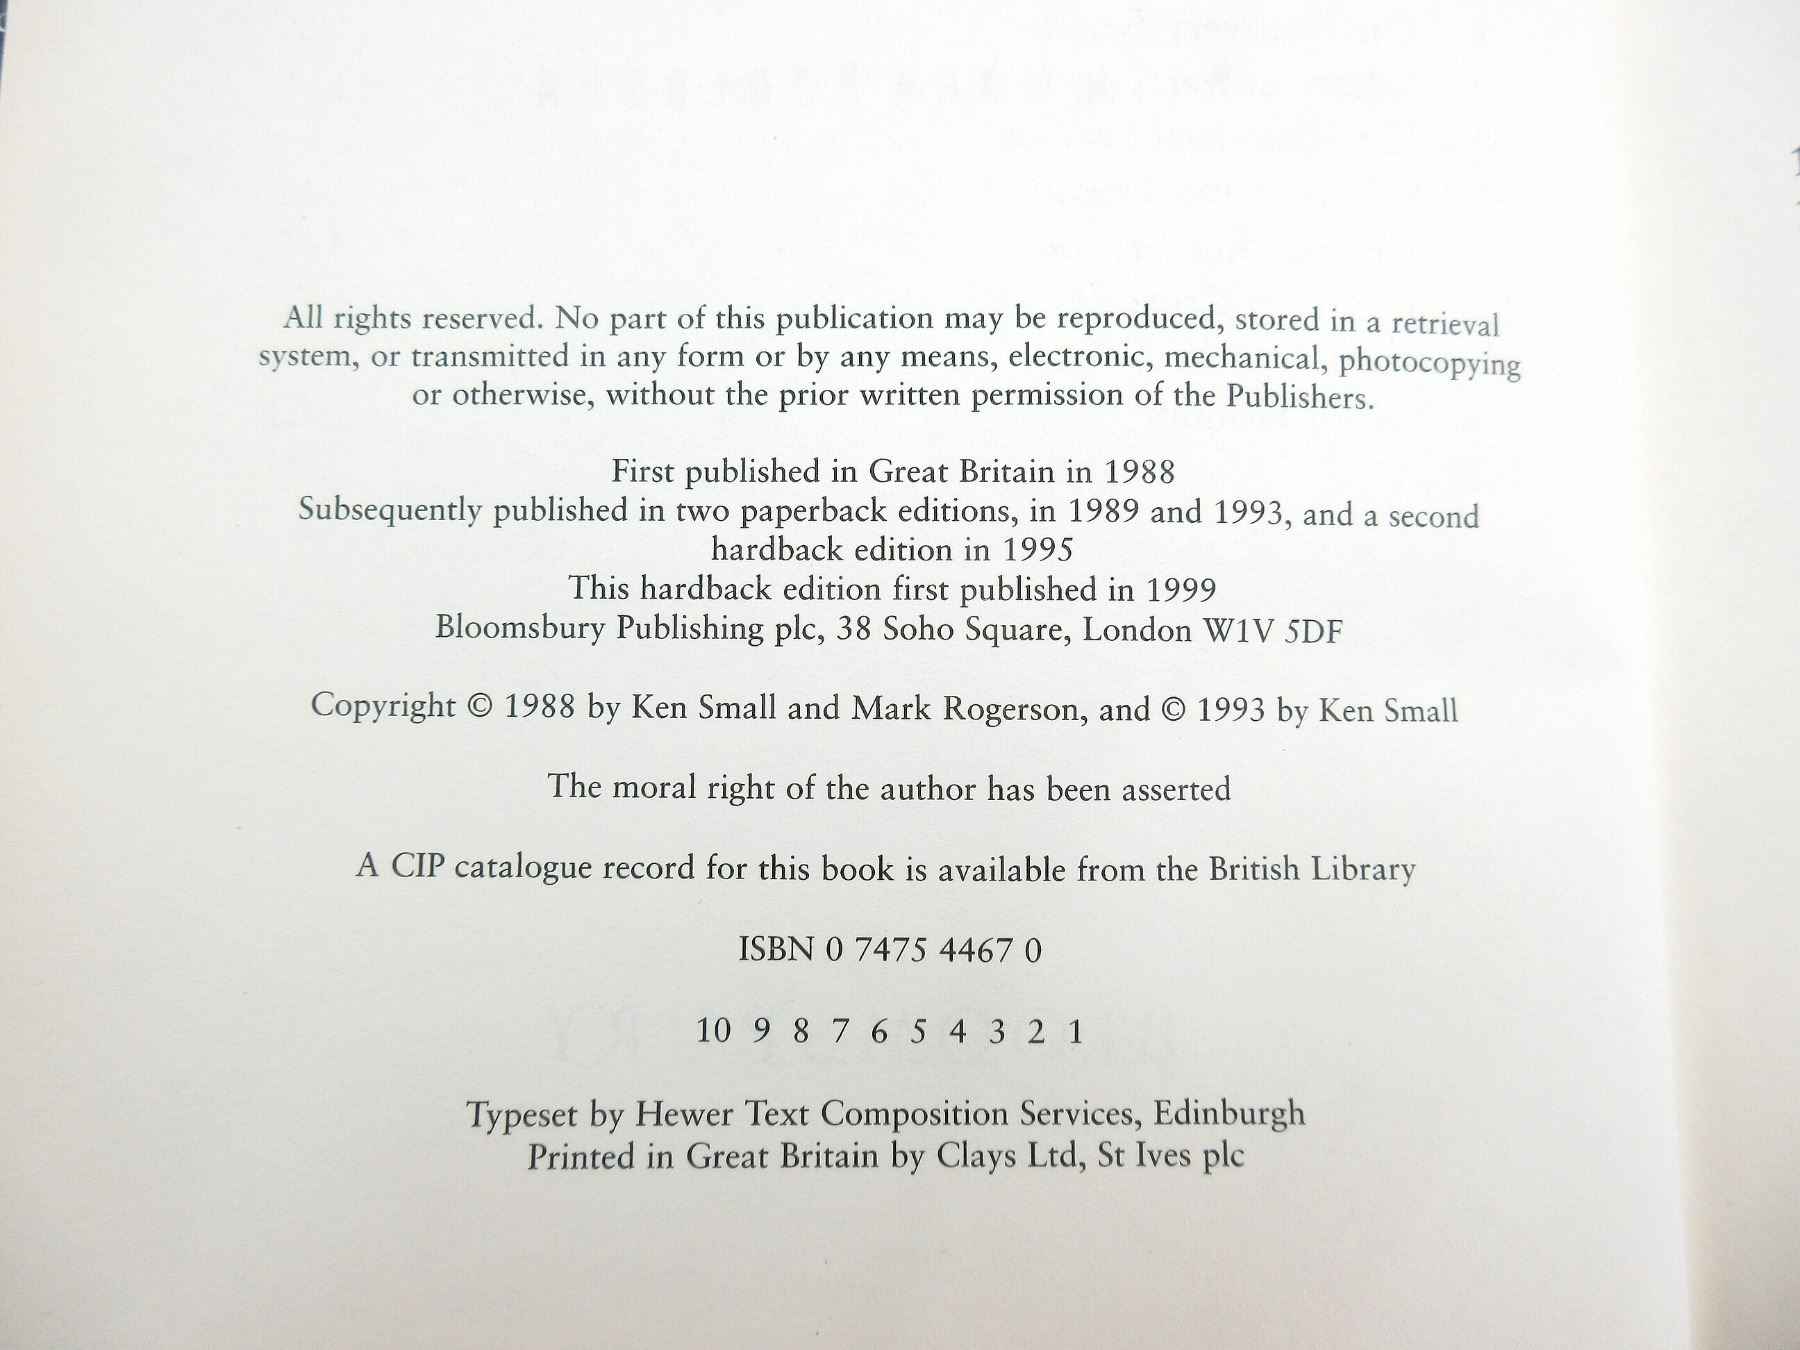 All rights reserved. No part of this publication may be reproduced, stored in a retrieval
system, or transmitted in any form or by any means, electronic, mechanical, photocopying
or otherwise, without the prior written permission of the Publishers.
First published in Great Britain in 1988
Subsequently published in two paperback editions, in 1989 and 1993, and a second
hardback edition in 1995
This hardback edition first published in 1999
Bloomsbury Publishing plc, 38 Soho Square, London W1V 5DF
Copyright © 1988 by Ken Small and Mark Rogerson, and © 1993 by Ken Small
The moral right of the author has been asserted
A CIP catalogue record for this book is available from the British Library
ISBN 0 7475 4467 0
10 9 8 7 6 5 4 3 2 1
Typeset by Hewer Text Composition Services, Edinburgh
Printed in Great Britain by Clays Ltd, St Ives plc